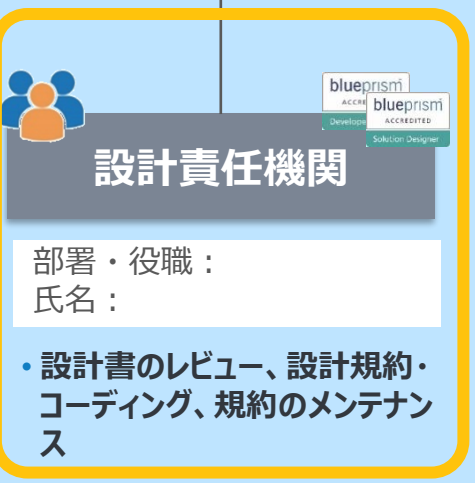 blueprism
ACCRE
Develope
blueprism
ACCREDITED
Solution Designer
設計責任機関
部署・役職：
氏名：
・設計書のレビュー、設計規約・
コーディング、規約のメンテナン
ス